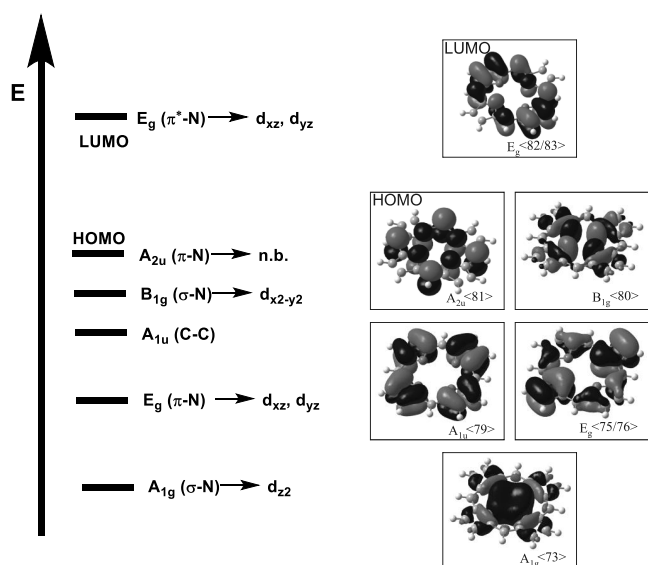 E
E_g (π*-N) → d_xz, d_yz
LUMO
HOMO
A_2u (π-N) → n.b.
B_1g (σ-N) → d_x2-y2
A_1u (C-C)
E_g (π-N) → d_xz, d_yz
A_1g (σ-N) → d_z2
LUMO
E_g<82/83>
HOMO
A_2u<81>
B_1g<80>
A_1u<79>
E_g<75/76>
A_1g<73>